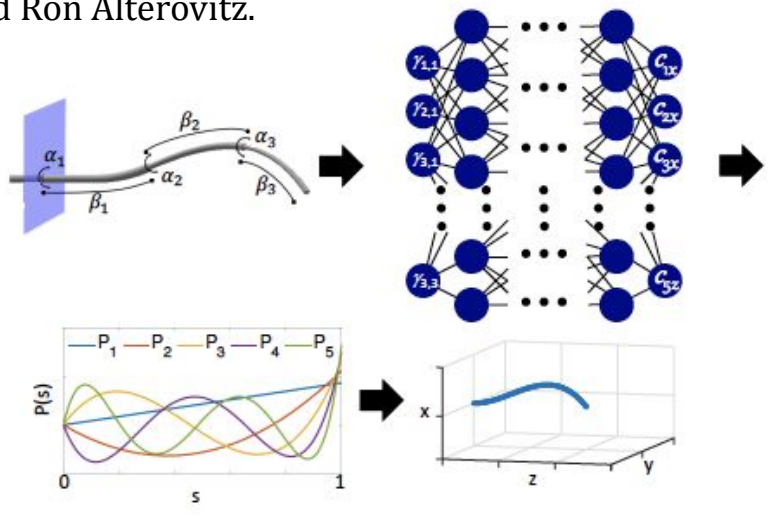 d Ron Alterovitz.
α₁
β₁
α₂
β₂
α₃
β₃
γ₁,₁
γ₂,₁
γ₃,₁
γ₃,₃
C₁ₓ
C₂ₓ
C₃ₓ
C₅z
P₁ P₂ P₃ P₄ P₅
P(s)
0 1
s
x
z
y